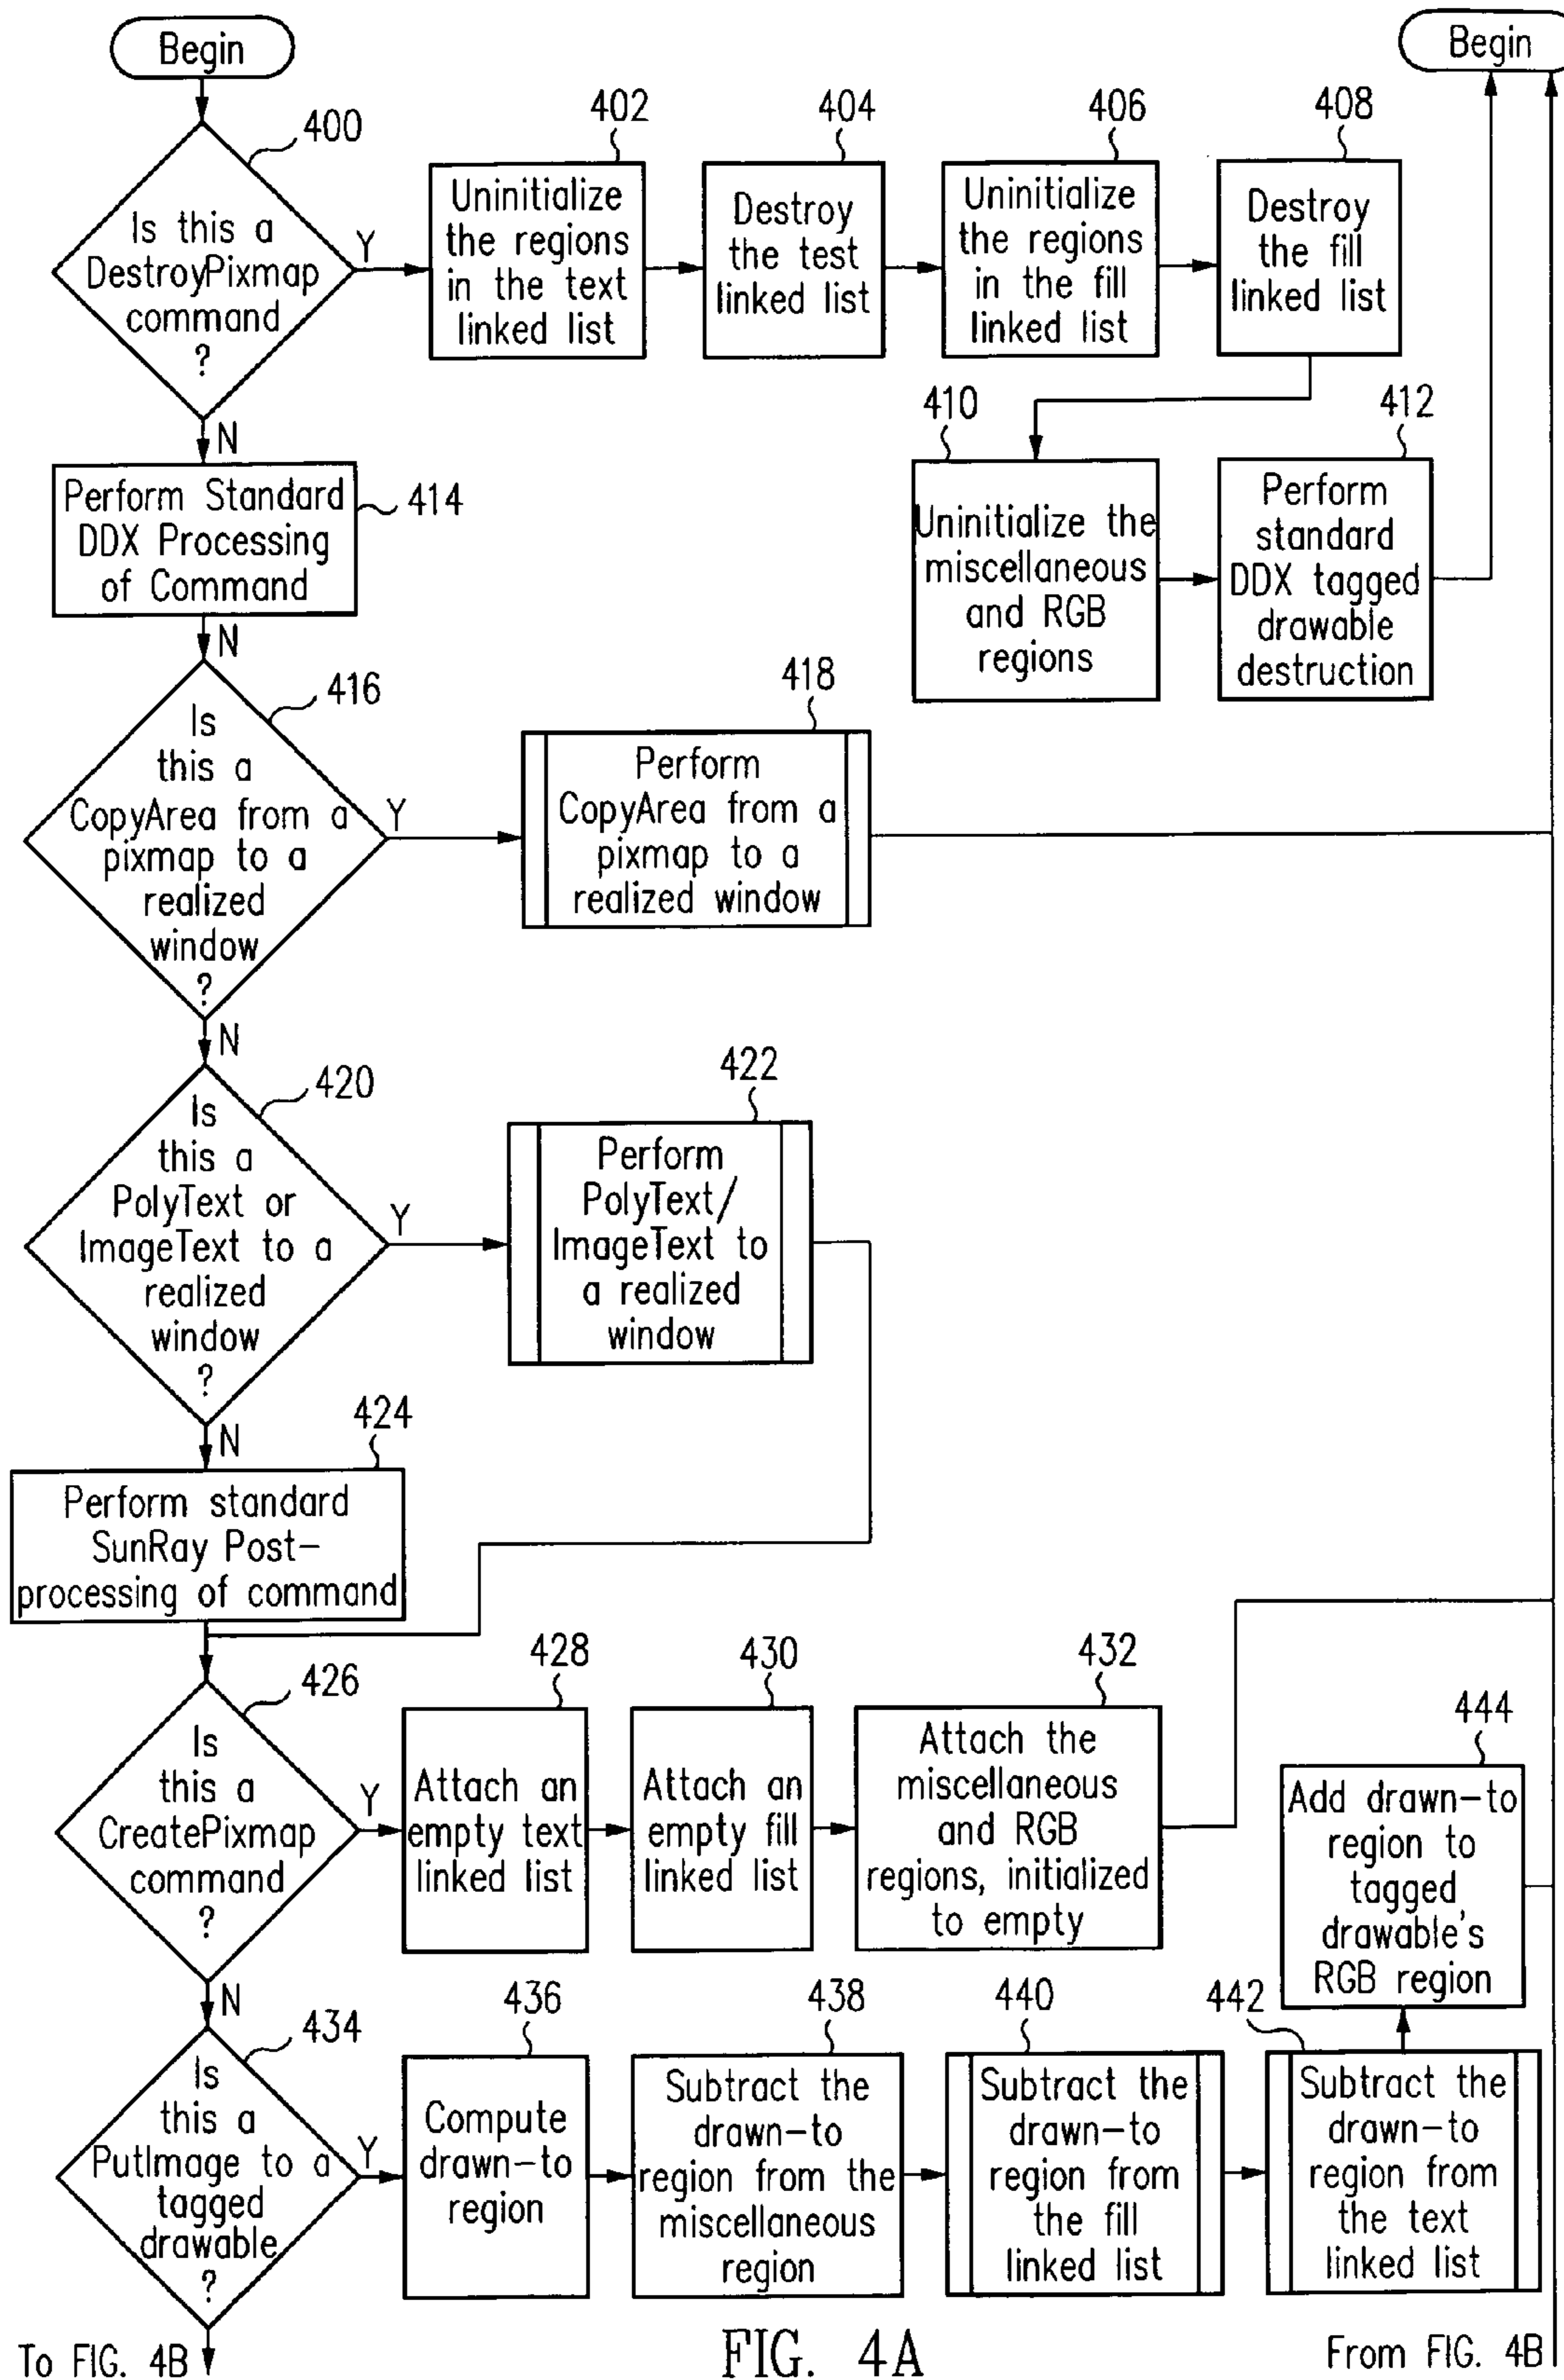 Begin
Begin
400
402
404
406
408
Is this a
DestroyPixmap
command
?
Y
Uninitialize
the regions
in the text
linked list
Destroy
the test
linked list
Uninitialize
the regions
in the fill
linked list
Destroy
the fill
linked list
N
410
412
Perform Standard
DDX Processing
of Command
414
Uninitialize the
miscellaneous
and RGB
regions
Perform
standard
DDX tagged
drawable
destruction
N
416
418
Is
this a
CopyArea from a
pixmap to a
realized
window
?
Y
Perform
CopyArea from a
pixmap to a
realized window
N
420
422
Is
this a
PolyText or
ImageText to a
realized
window
?
Y
Perform
PolyText/
ImageText to
a realized
window
N
424
Perform standard
SunRay Post-
processing of command
426
428
430
432
444
Is
this a
CreatePixmap
command
?
Y
Attach an
empty text
linked list
Attach an
empty fill
linked list
Attach the
miscellaneous
and RGB
regions, initialized
to empty
Add drawn-to
region to
tagged
drawable's
RGB region
N
434
436
438
440
442
Is
this a
PutImage to a
tagged
drawable
?
Y
Compute
drawn-to
region
Subtract the
drawn-to
region from the
miscellaneous
region
Subtract the
drawn-to
region from
the fill
linked list
Subtract the
drawn-to
region from
the text
linked list
To FIG. 4B
FIG. 4A
From FIG. 4B